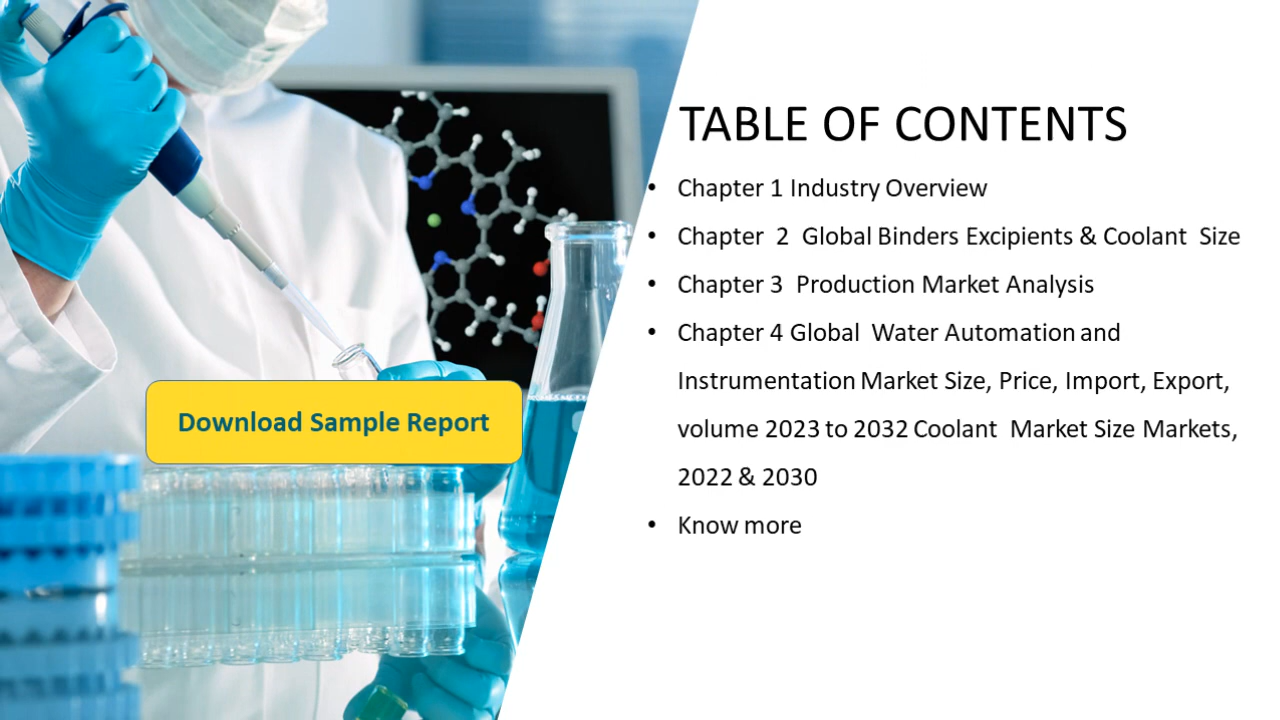 TABLE OF CONTENTS
• Chapter 1 Industry Overview
• Chapter  2  Global Binders Excipients & Coolant  Size
• Chapter 3  Production Market Analysis
• Chapter 4 Global  Water Automation and
Instrumentation Market Size, Price, Import, Export,
volume 2023 to 2032 Coolant  Market Size Markets,
2022 & 2030
• Know more
Download Sample Report